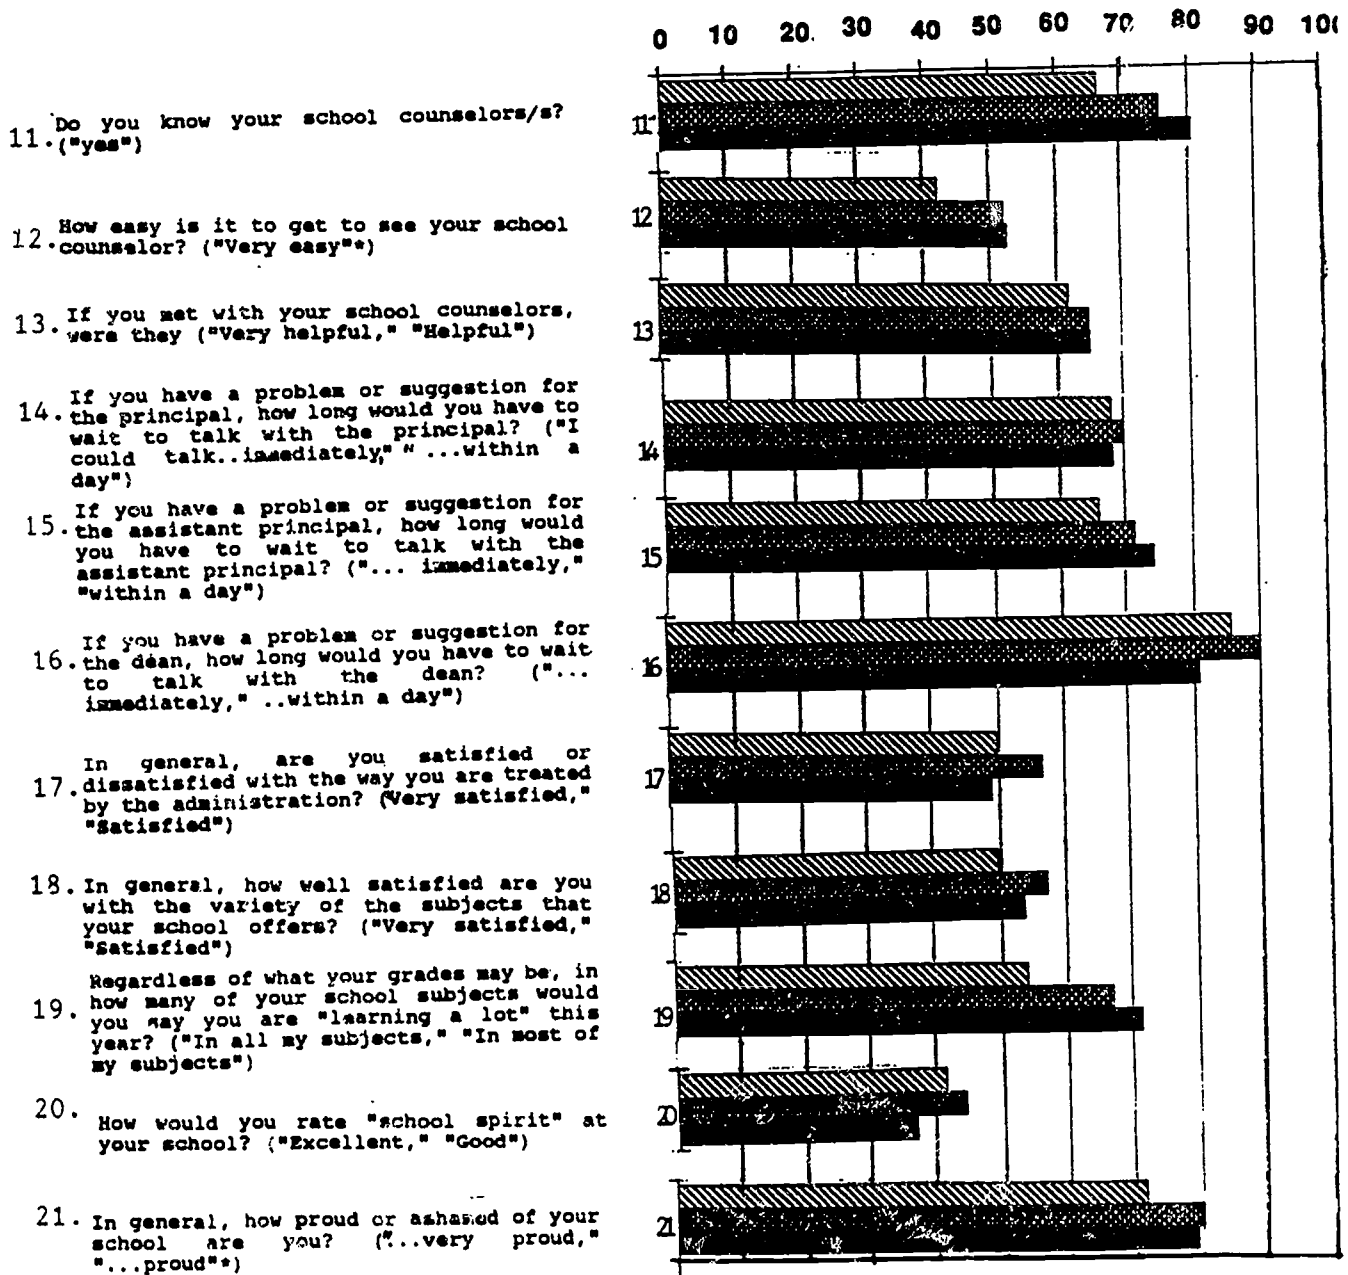 0 10 20. 30 40 50 60 70 80 90 10(
11. Do you know your school counselors/s?
("yes")
11
12. How easy is it to get to see your school
counselor? ("Very easy"*)
12
13. If you met with your school counselors,
were they ("Very helpful," "Helpful")
13
If you have a problem or suggestion for
14. the principal, how long would you have to
wait to talk with the principal? ("I
could talk..immediately," " ...within a
day")
14
If you have a problem or suggestion for
15. the assistant principal, how long would
you have to wait to talk with the
assistant principal? ("... immediately,"
"within a day")
15
If you have a problem or suggestion for
16. the dean, how long would you have to wait
to talk with the dean? ("...
immediately," ..within a day")
16
In general, are you satisfied or
17. dissatisfied with the way you are treated
by the administration? ("Very satisfied,"
"Satisfied")
17
18. In general, how well satisfied are you
with the variety of the subjects that
your school offers? ("Very satisfied,"
"Satisfied")
18
Regardless of what your grades may be, in
19. how many of your school subjects would
you say you are "learning a lot" this
year? ("In all my subjects," "In most of
my subjects")
19
20. How would you rate "school spirit" at
your school? ("Excellent," "Good")
20
21. In general, how proud or ashamed of your
school are you? ("...very proud,"
"...proud"*)
21